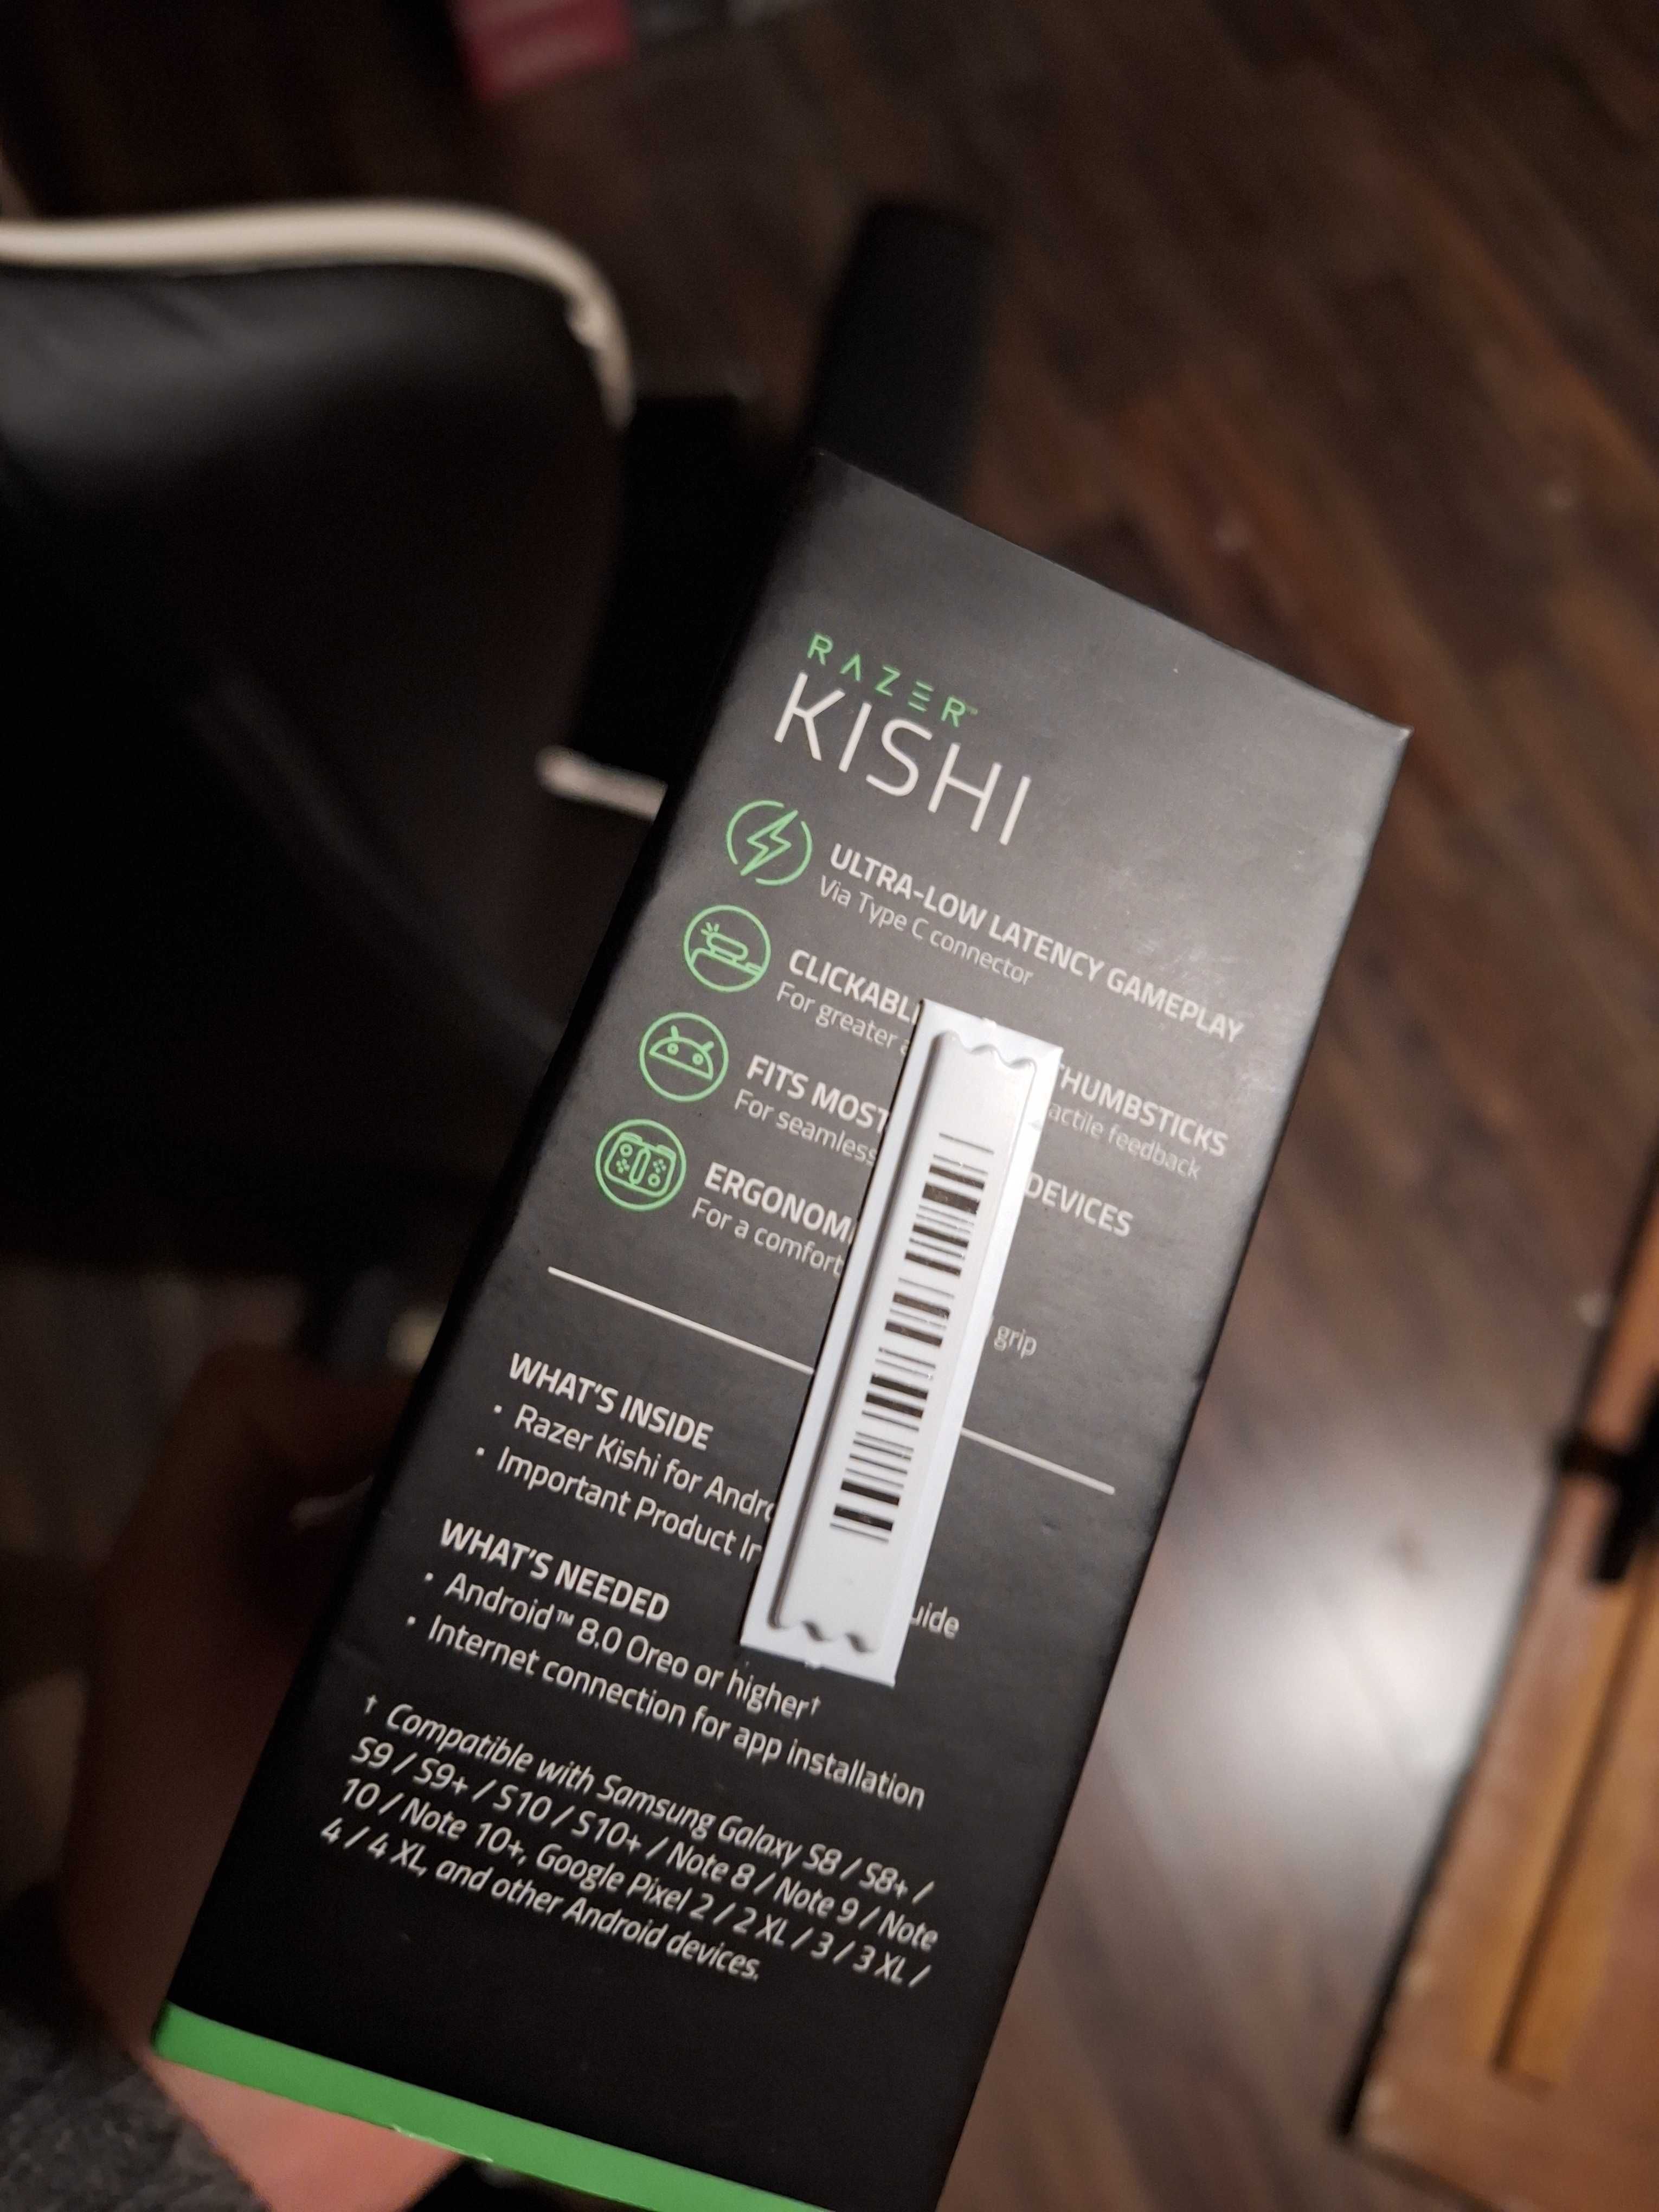 RAZER™
KISHI
ULTRA-LOW LATENCY GAMEPLAY
Via Type C connector
CLICKABL THUMBSTICKS
For greater actile feedback
FITS MOST DEVICES
For seamless
ERGONOM
For a comfort grip
WHAT'S INSIDE
• Razer Kishi for Andro
• Important Product In uide
WHAT'S NEEDED
• Android™ 8.0 Oreo or higher†
• Internet connection for app installation
† Compatible with Samsung Galaxy S8 / S8+ /
S9 / S9+ / S10 / S10+ / Note 8 / Note 9 / Note
10 / Note 10+, Google Pixel 2 / 2 XL / 3 / 3 XL /
4 / 4 XL, and other Android devices.